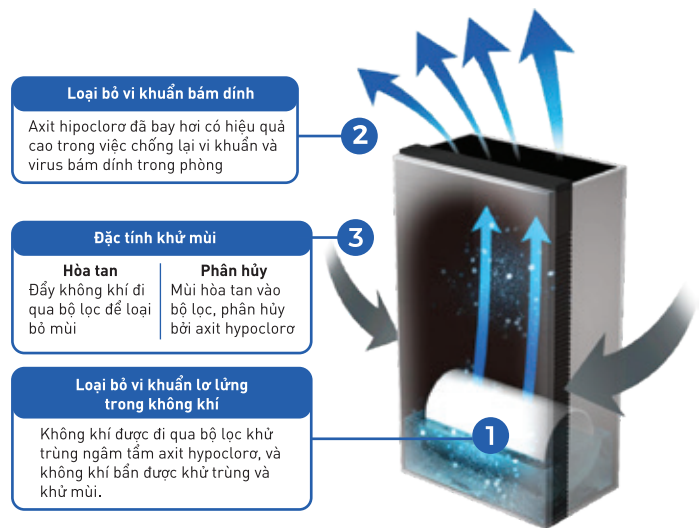 Loại bỏ vi khuẩn bám dính
Axit hipoclorơ đã bay hơi có hiệu quả
cao trong việc chống lại vi khuẩn và
virus bám dính trong phòng
2
Đặc tính khử mùi
3
Hòa tan
Đẩy không khí đi
qua bộ lọc để loại
bỏ mùi
Phân hủy
Mùi hòa tan vào
bộ lọc, phân hủy
bởi axit hypoclorơ
Loại bỏ vi khuẩn lơ lửng
trong không khí
Không khí được đi qua bộ lọc khử
trùng ngâm tẩm axit hypoclorơ, và
không khí bẩn được khử trùng và
khử mùi.
1